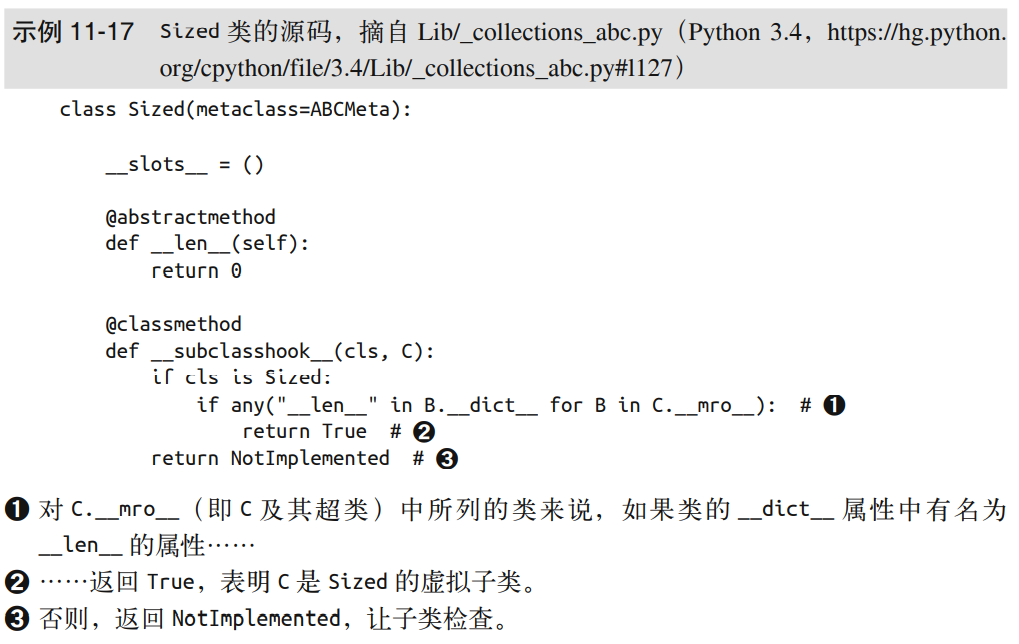 示例 11-17 Sized 类的源码，摘自 Lib/_collections_abc.py（Python 3.4，https://hg.python.
org/cpython/file/3.4/Lib/_collections_abc.py#l127）
class Sized(metaclass=ABCMeta):
__slots__ = ()
@abstractmethod
def __len__(self):
return 0
@classmethod
def __subclasshook__(cls, C):
if cls is Sized:
if any("__len__" in B.__dict__ for B in C.__mro__): # ❶
return True # ❷
return NotImplemented # ❸
❶ 对 C.__mro__（即 C 及其超类）中所列的类来说，如果类的 __dict__ 属性中有名为
__len__ 的属性……
❷ ……返回 True，表明 C 是 Sized 的虚拟子类。
❸ 否则，返回 NotImplemented，让子类检查。